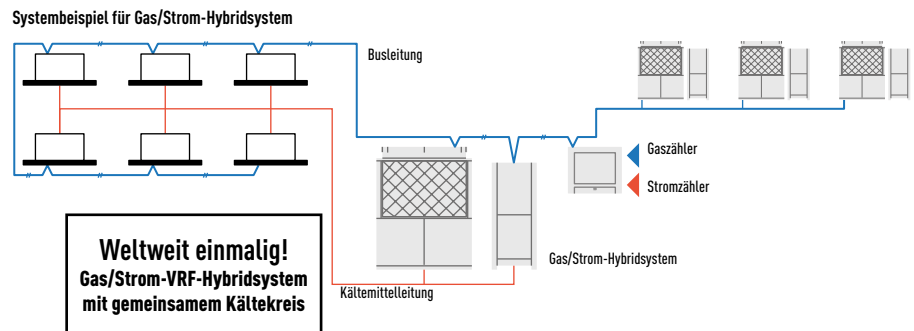 Systembeispiel für Gas/Strom-Hybridsystem
Busleitung
Gaszähler
Stromzähler
Weltweit einmalig!
Gas/Strom-VRF-Hybridsystem
mit gemeinsamem Kältekreis
Gas/Strom-Hybridsystem
Kältemittelleitung